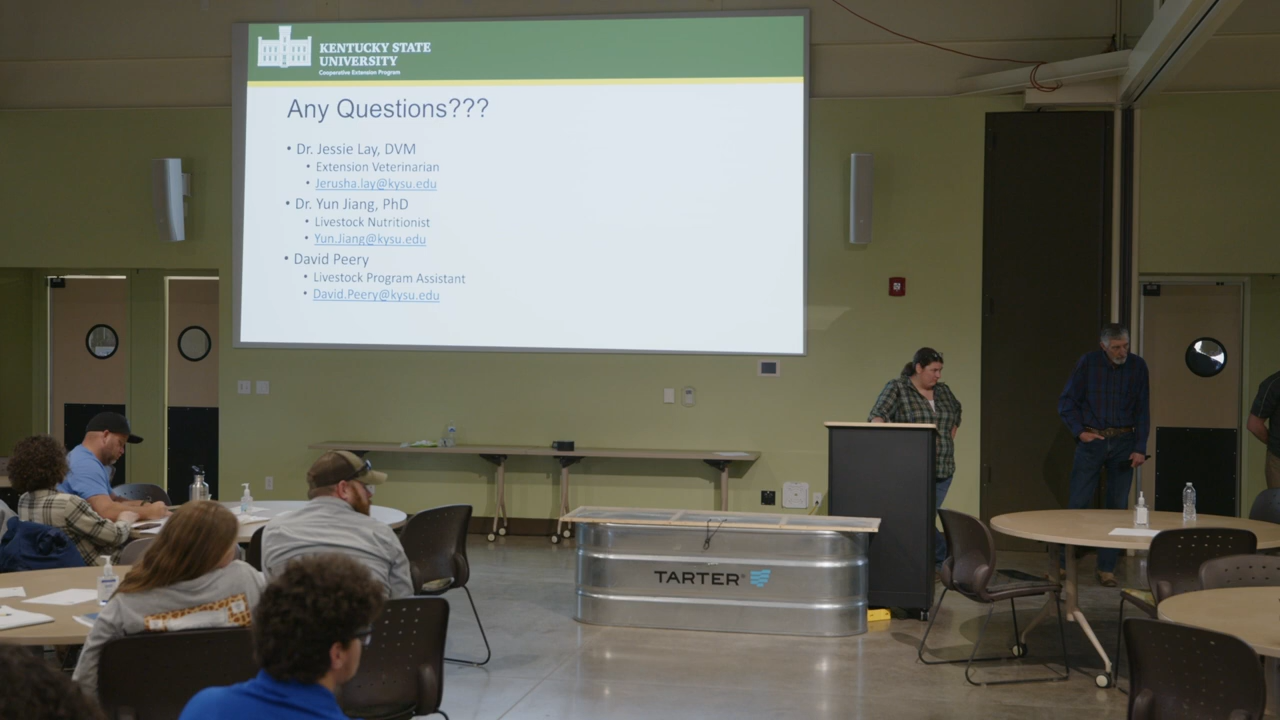 KENTUCKY STATE
UNIVERSITY
Cooperative Extension Program
Any Questions???
• Dr. Jessie Lay, DVM
• Extension Veterinarian
• Jerusha.lay@kysu.edu
• Dr. Yun Jiang, PhD
• Livestock Nutritionist
• Yun.Jiang@kysu.edu
• David Peery
• Livestock Program Assistant
• David.Peery@kysu.edu
TARTER